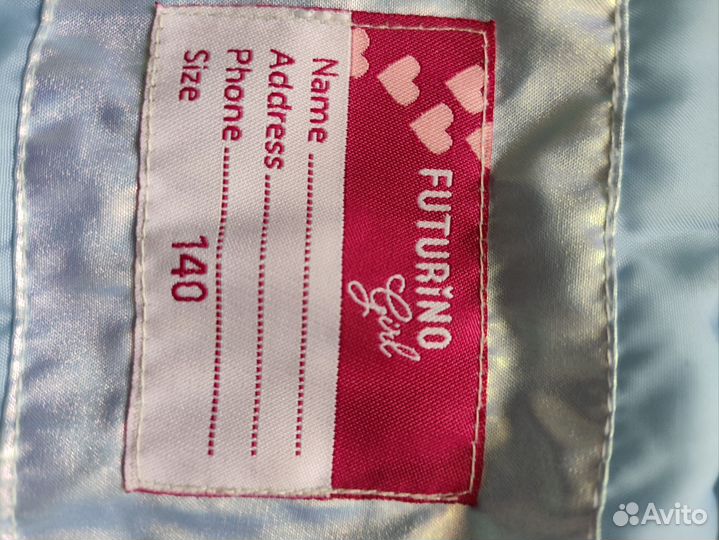 FUTURINO
Girl
Name ................
Address ................
Phone ................
Size 140
Avito